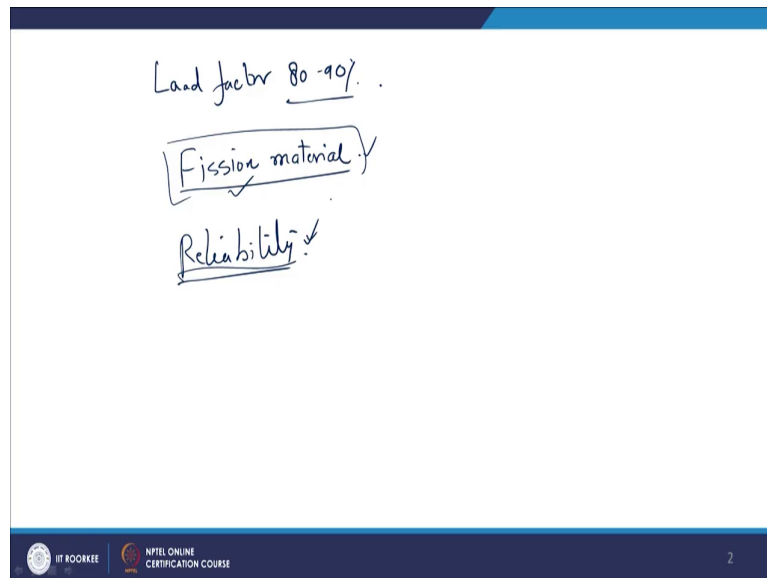 Load factor 80-90%.
Fission material
Reliability
IIT ROORKEE
NPTEL ONLINE
CERTIFICATION COURSE
2